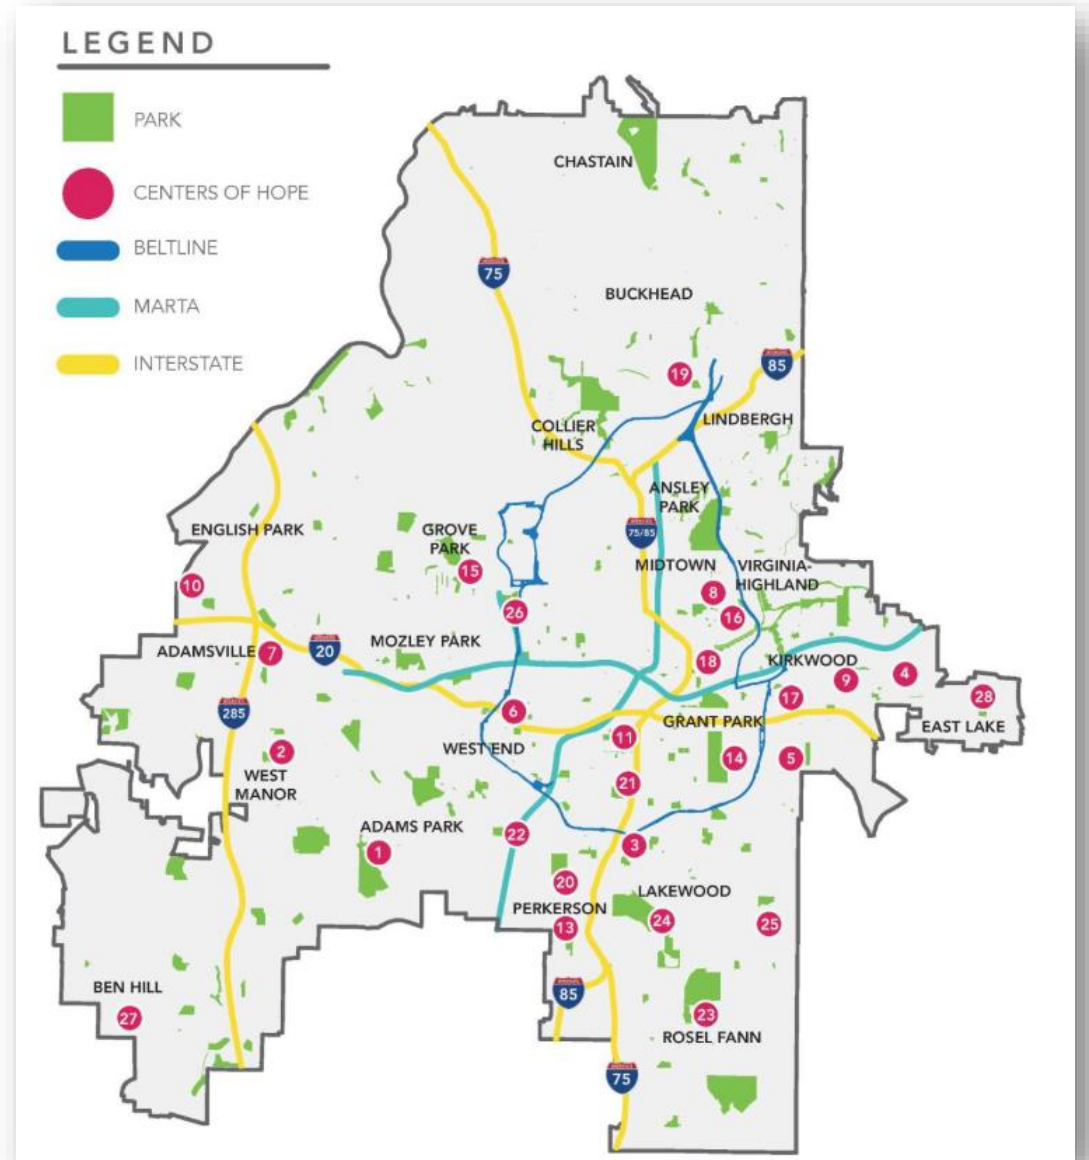 LEGEND
PARK
CENTERS OF HOPE
BELTLINE
MARTA
INTERSTATE
CHASTAIN
75
BUCKHEAD
19
85
COLLIER
HILLS
LINDBERGH
ANSLEY
PARK
ENGLISH PARK
GROVE
PARK
75/85
15
MIDTOWN
VIRGINIA-
HIGHLAND
10
8
26
16
ADAMSVILLE
7
20
MOZLEY PARK
18
KIRKWOOD
9
4
17
28
285
6
GRANT PARK
EAST LAKE
11
2
WEST END
14
5
WEST
MANOR
21
ADAMS PARK
22
1
3
20
LAKEWOOD
PERKERSON
13
24
25
BEN HILL
85
27
23
ROSEL FANN
75